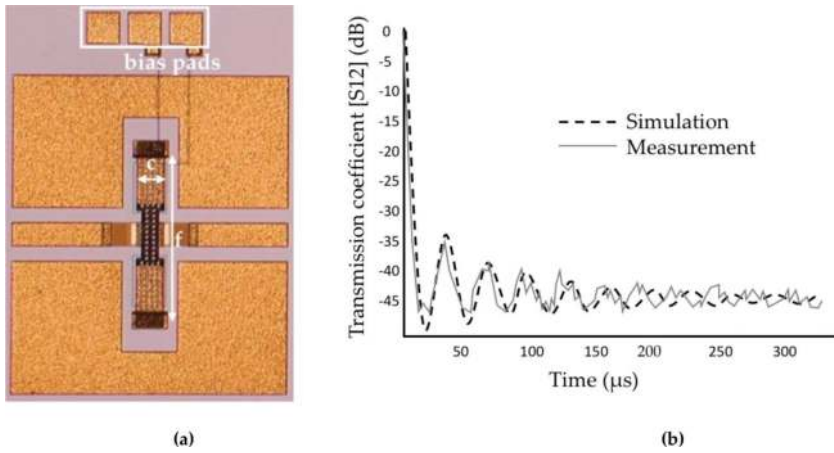 bias pads
c
f
(a)
Transmission coefficient [S12] (dB)
0
-5
-10
-15
-20
-25
-30
-35
-40
-45
Simulation
Measurement
50 100 150 200 250 300
Time (μs)
(b)